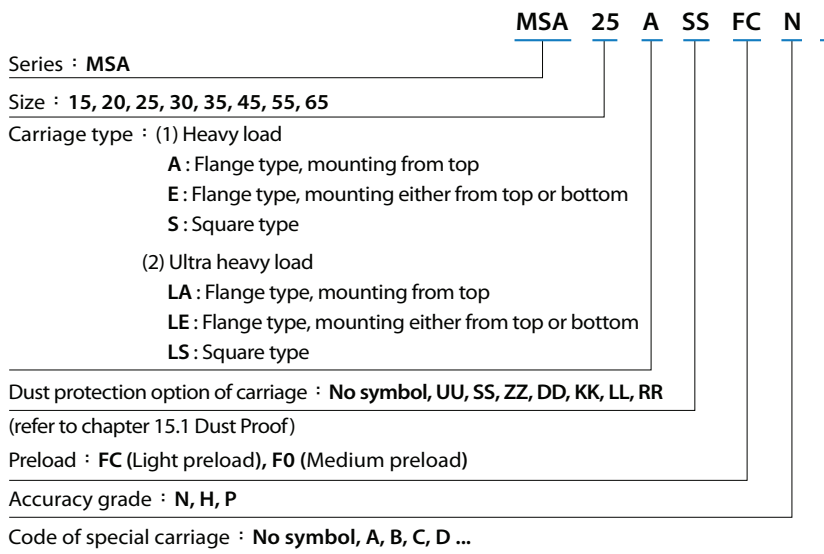 MSA 25 A SS FC N
Series : MSA
Size : 15, 20, 25, 30, 35, 45, 55, 65
Carriage type : (1) Heavy load
A : Flange type, mounting from top
E : Flange type, mounting either from top or bottom
S : Square type
(2) Ultra heavy load
LA : Flange type, mounting from top
LE : Flange type, mounting either from top or bottom
LS : Square type
Dust protection option of carriage : No symbol, UU, SS, ZZ, DD, KK, LL, RR
(refer to chapter 15.1 Dust Proof)
Preload : FC (Light preload), F0 (Medium preload)
Accuracy grade : N, H, P
Code of special carriage : No symbol, A, B, C, D ...